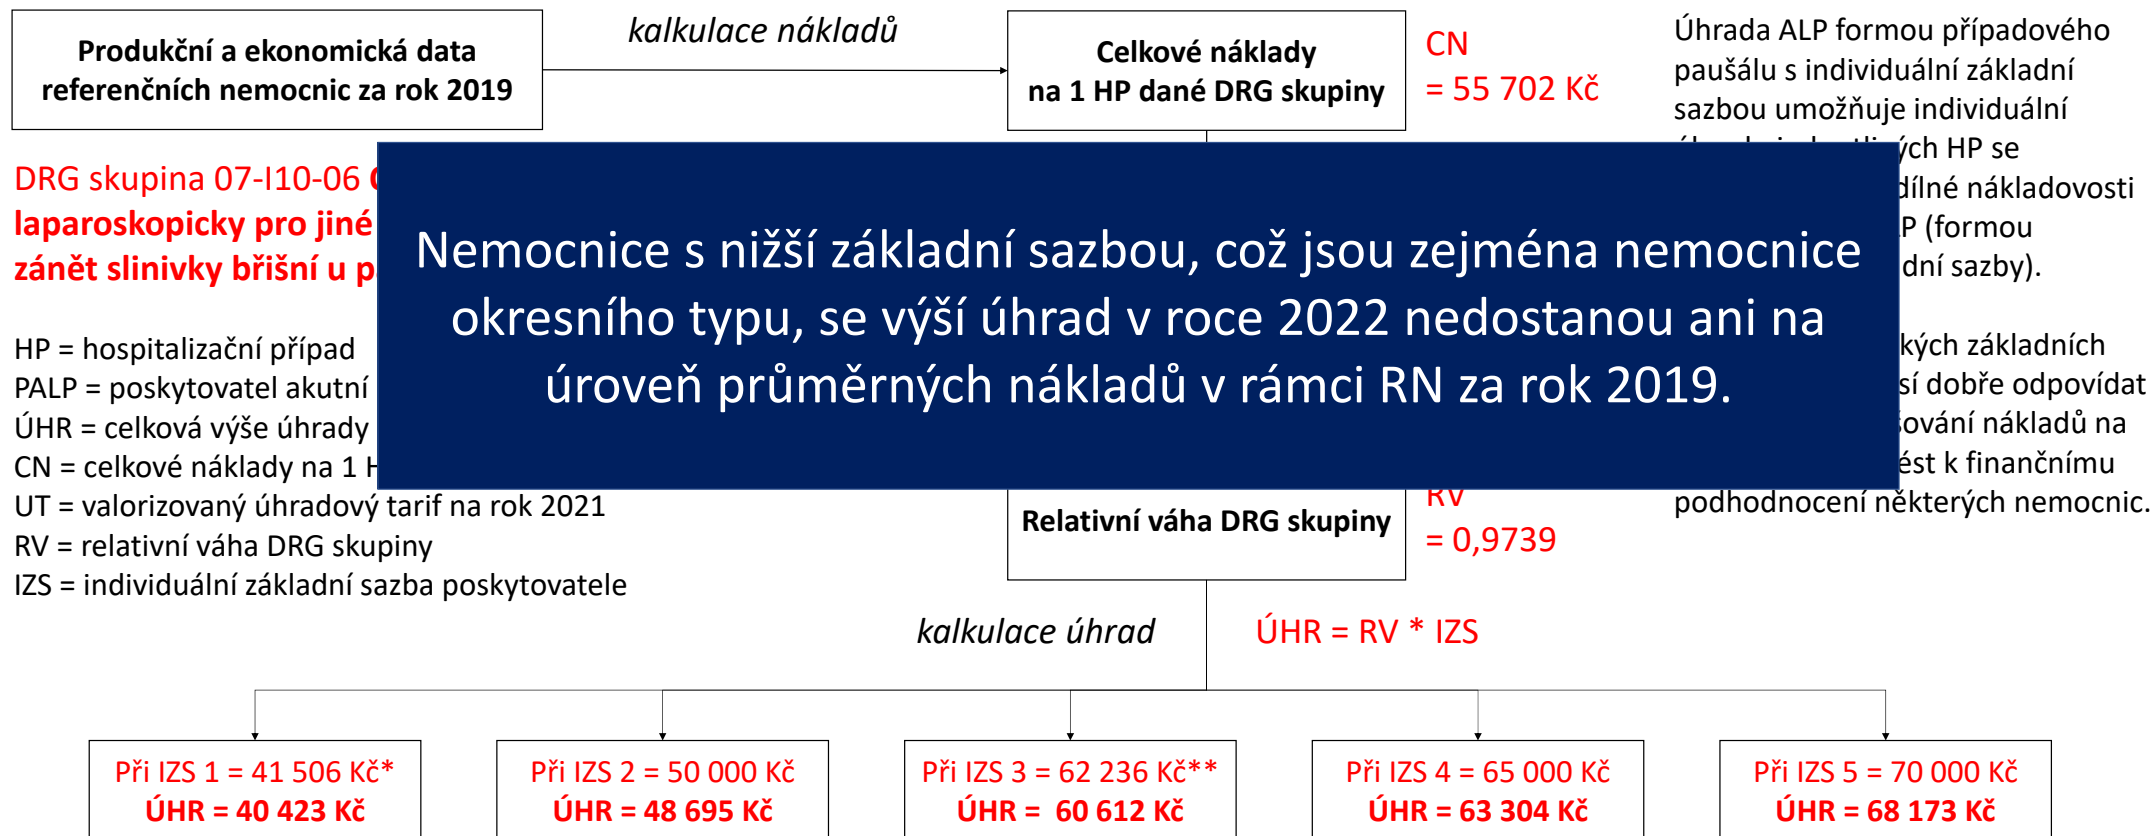 Produkční a ekonomická data
referenčních nemocnic za rok 2019
kalkulace nákladů
Celkové náklady
na 1 HP dané DRG skupiny
CN
= 55 702 Kč
Úhrada ALP formou případového
paušálu s individuální základní
sazbou umožňuje individuální
HP se
nákladovosti
(formou
sazby).
základních
dobře odpovídat
nákladů na
k finančnímu
podhodnocení některých nemocnic.
DRG skupina 07-I10-06
laparoskopicky pro jiné
zánět slinivky břišní u
HP = hospitalizační případ
PALP = poskytovatel akutní
ÚHR = celková výše úhrady
CN = celkové náklady na 1
UT = valorizovaný úhradový tarif na rok 2021
RV = relativní váha DRG skupiny
IZS = individuální základní sazba poskytovatele
Nemocnice s nižší základní sazbou, což jsou zejména nemocnice
okresního typu, se výší úhrad v roce 2022 nedostanou ani na
úroveň průměrných nákladů v rámci RN za rok 2019.
Relativní váha DRG skupiny
RV
= 0,9739
kalkulace úhrad
ÚHR = RV * IZS
Při IZS 1 = 41 506 Kč*
ÚHR = 40 423 Kč
Při IZS 2 = 50 000 Kč
ÚHR = 48 695 Kč
Při IZS 3 = 62 236 Kč**
ÚHR = 60 612 Kč
Při IZS 4 = 65 000 Kč
ÚHR = 63 304 Kč
Při IZS 5 = 70 000 Kč
ÚHR = 68 173 Kč